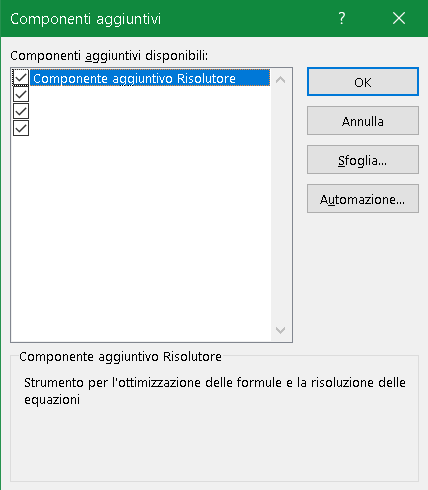 Componenti aggiuntivi
?
Componenti aggiuntivi disponibili:
Componente aggiuntivo Risolutore
OK
Annulla
Sfoglia...
Automazione...
Componente aggiuntivo Risolutore
Strumento per l'ottimizzazione delle formule e la risoluzione delle
equazioni